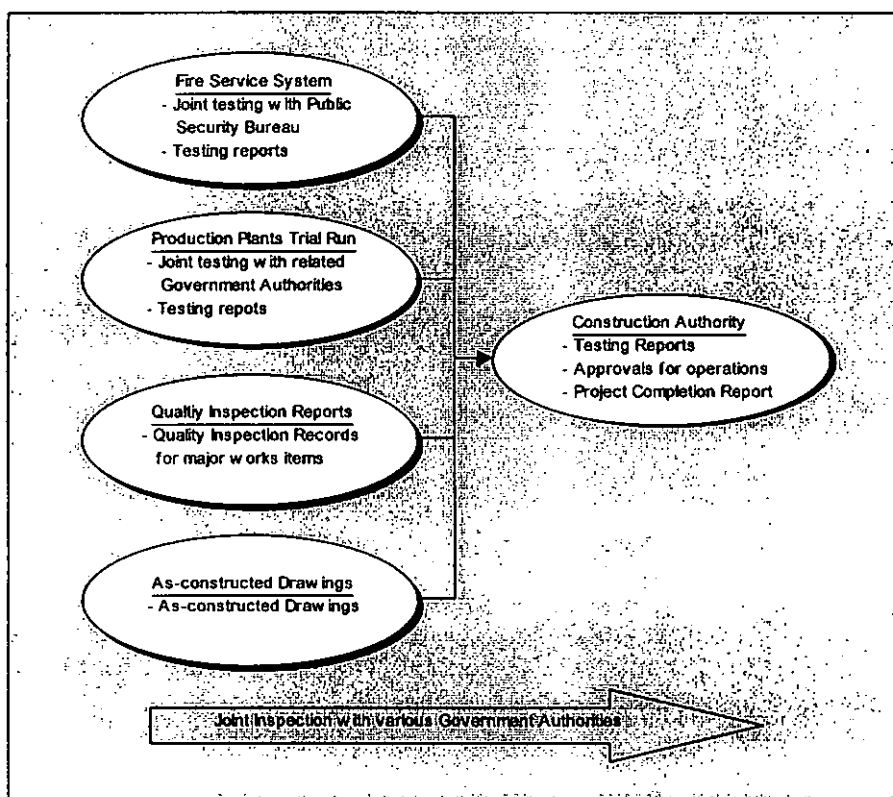 Fire Service System
- Joint testing with Public
Security Bureau
- Testing reports
Production Plants Trial Run
- Joint testing with related
Government Authorities
- Testing repots
Qualtiy Inspection Reports
- Quality Inspection Records
for major works items
As-constructed Drawings
- As-constructed Drawings
Construction Authority
- Testing Reports
- Approvals for operations
- Project Completion Report
Joint Inspection with various Government Authorities